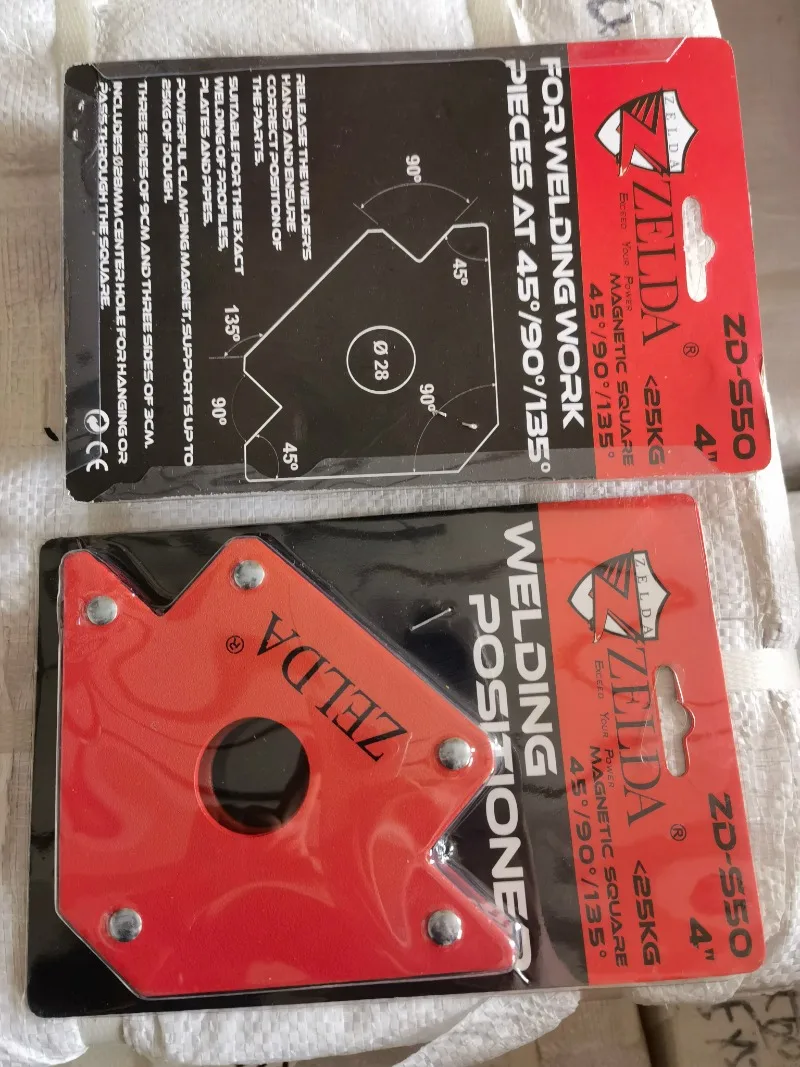 ZELDA
ZELDA
®
EXCEED YOUR POWER
MAGNETIC SQUARE
45°/90°/135°
ZD-S50
4"
<25KG
FOR WELDING WORK
PIECES AT 45°/90°/135°
90°
45°
135°
Ø 28
90°
90°
45°
RELEASE THE WELDER'S
HANDS AND ENSURE
CORRECT POSITION OF
THE PARTS.
SUITABLE FOR THE EXACT
WELDING OF PROFILES,
PLATES AND PIPES.
POWERFUL CLAMPING MAGNET, SUPPORTS UP TO
25KG OF DOUGH.
THREE SIDES OF 9CM AND THREE SIDES OF 3CM.
INCLUDES Ø28MM CENTER HOLE FOR HANGING OR
PASS THROUGH THE SQUARE.
CE
ZELDA
ZELDA
®
EXCEED YOUR POWER
MAGNETIC SQUARE
45°/90°/135°
ZD-S50
4"
<25KG
WELDING
POSITIONER
ZELDA
®